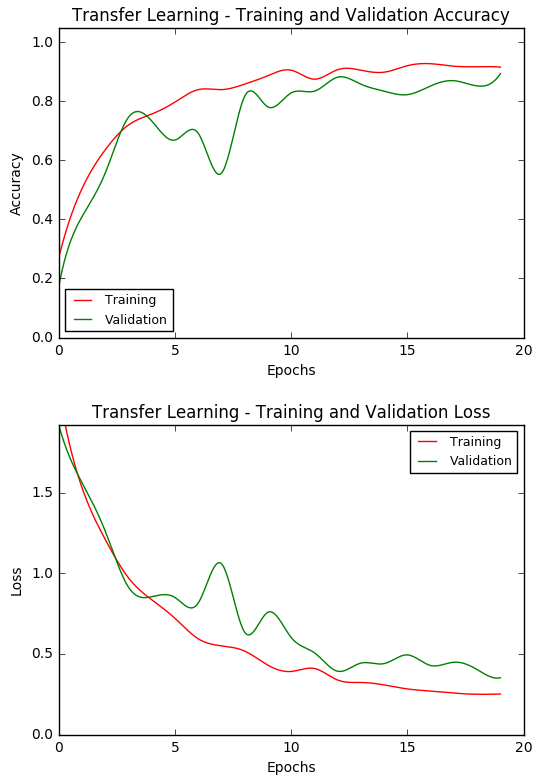 Transfer Learning - Training and Validation Accuracy
1.0
0.8
0.6
0.4
0.2
0.0
Accuracy
Training
Validation
0 5 10 15 20
Epochs
Transfer Learning - Training and Validation Loss
Training
Validation
1.5
1.0
0.5
0.0
Loss
0 5 10 15 20
Epochs